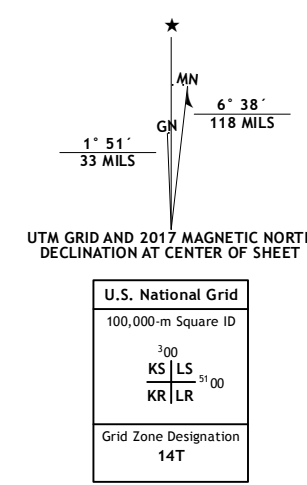 ★
MN
GN
6° 38´
118 MILS
1° 51´
33 MILS
UTM GRID AND 2017 MAGNETIC NORTH
DECLINATION AT CENTER OF SHEET
U.S. National Grid
100,000-m Square ID
³00
KS LS
⁵¹00
KR LR
Grid Zone Designation
14T